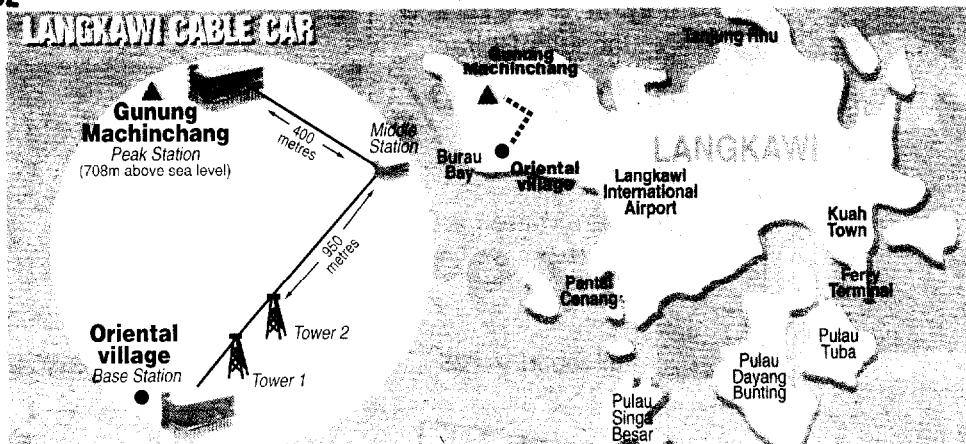 LANGKAWI CABLE CAR
Gunung
Machinchang
Peak Station
(708m above sea level)
400
metres
Middle
Station
950
metres
Tower 2
Tower 1
Oriental
village
Base Station
Tanjung Rhu
Gunung
Machinchang
Burau
Bay
Oriental
village
LANGKAWI
Langkawi
International
Airport
Kuah
Town
Ferry
Terminal
Pantai
Cenang
Pulau
Tuba
Pulau
Dayang
Bunting
Pulau
Singa
Besar